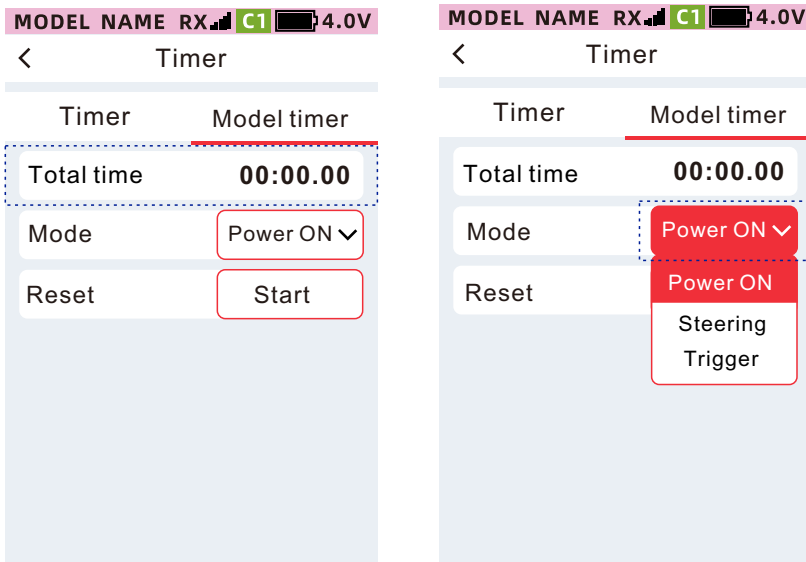 MODEL NAME RX C1 4.0V
Timer
Timer Model timer
Total time 00:00.00
Mode Power ON
Reset Start
MODEL NAME RX C1 4.0V
Timer
Timer Model timer
Total time 00:00.00
Mode Power ON
Reset Power ON
Steering
Trigger